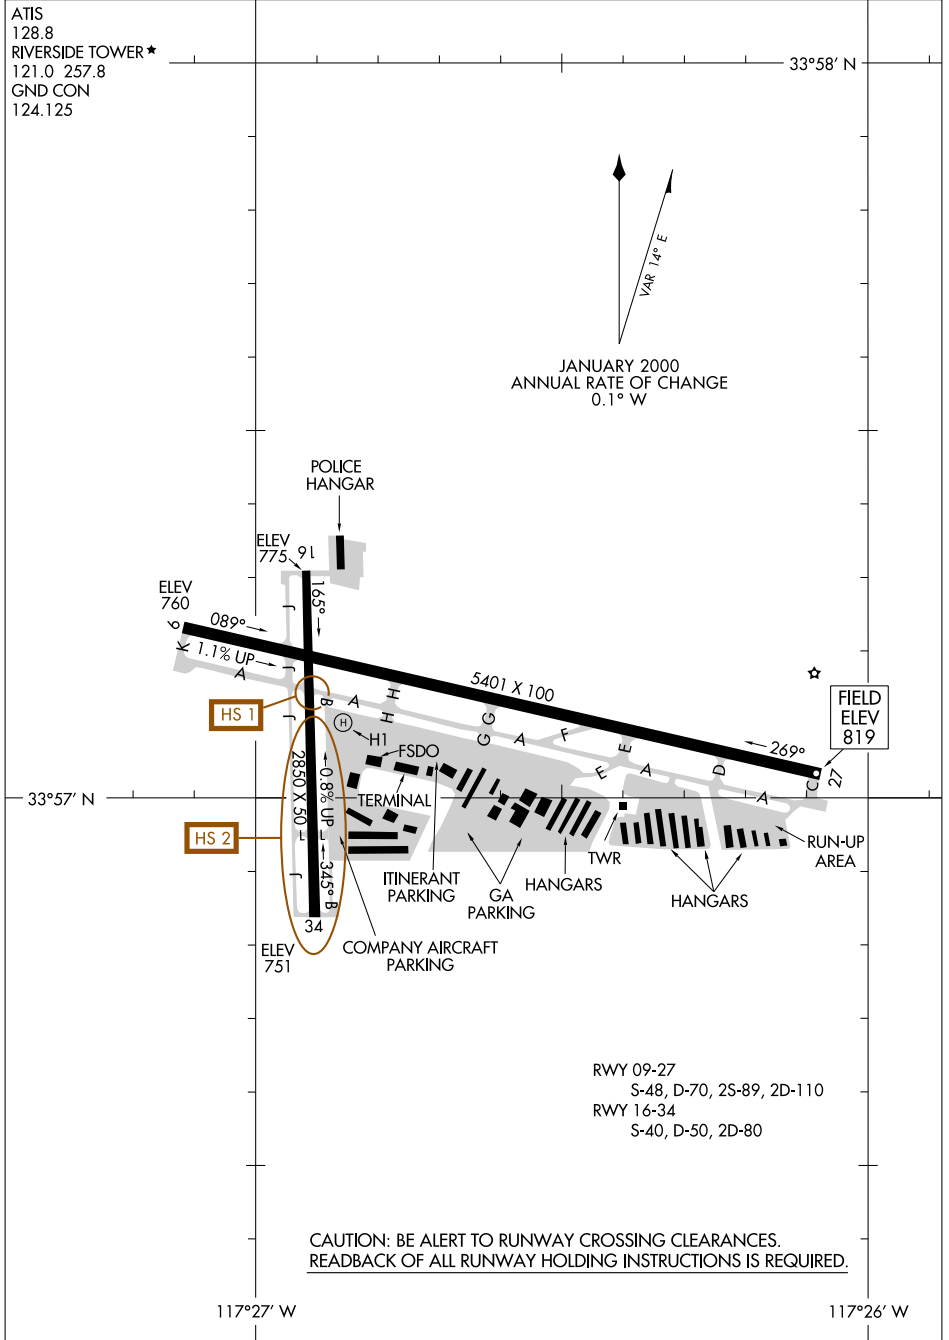 ATIS
128.8
RIVERSIDE TOWER ★
121.0 257.8
GND CON
124.125
33°58' N
VAR 14° E
JANUARY 2000
ANNUAL RATE OF CHANGE
0.1° W
POLICE
HANGAR
ELEV
775
16
ELEV
760
165°
J
9
089°
K
1.1% UP
A
J
5401 X 100
HS 1
B
A
H
H
J
H
H1
G
G
A
F
E
E
A
D
A
C
269°
27
FIELD
ELEV
819
FSDO
TERMINAL
2850 X 50
0.8% UP
33°57' N
HS 2
L
L
345°
J
B
34
ELEV
751
ITINERANT
PARKING
GA
PARKING
HANGARS
TWR
HANGARS
RUN-UP
AREA
COMPANY AIRCRAFT
PARKING
RWY 09-27
S-48, D-70, 2S-89, 2D-110
RWY 16-34
S-40, D-50, 2D-80
CAUTION: BE ALERT TO RUNWAY CROSSING CLEARANCES.
READBACK OF ALL RUNWAY HOLDING INSTRUCTIONS IS REQUIRED.
117°27' W
117°26' W